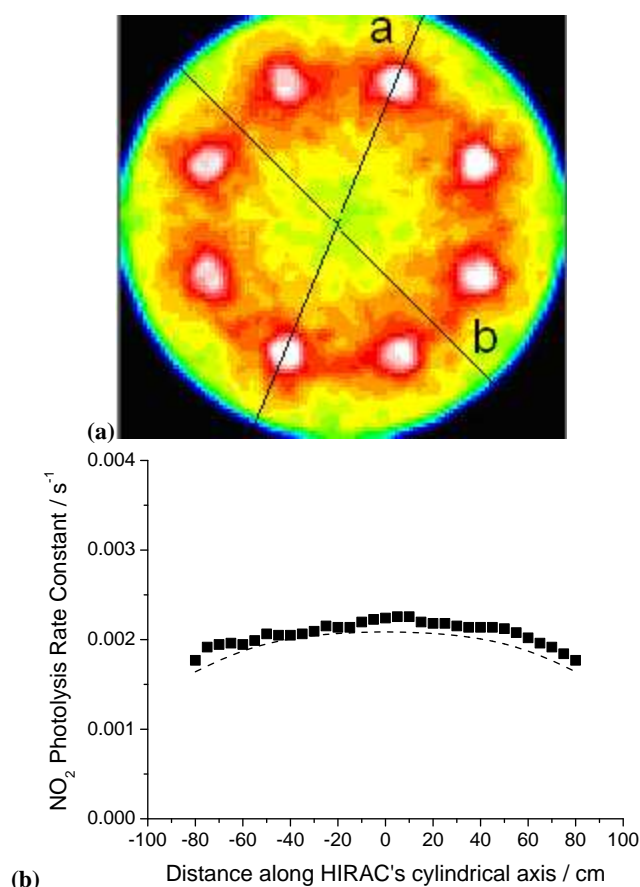 a
b
(a)
0.004
0.003
0.002
0.001
0.000
NO₂ Photolysis Rate Constant / s⁻¹
-100 -80 -60 -40 -20 0 20 40 60 80 100
Distance along HIRAC's cylindrical axis / cm
(b)